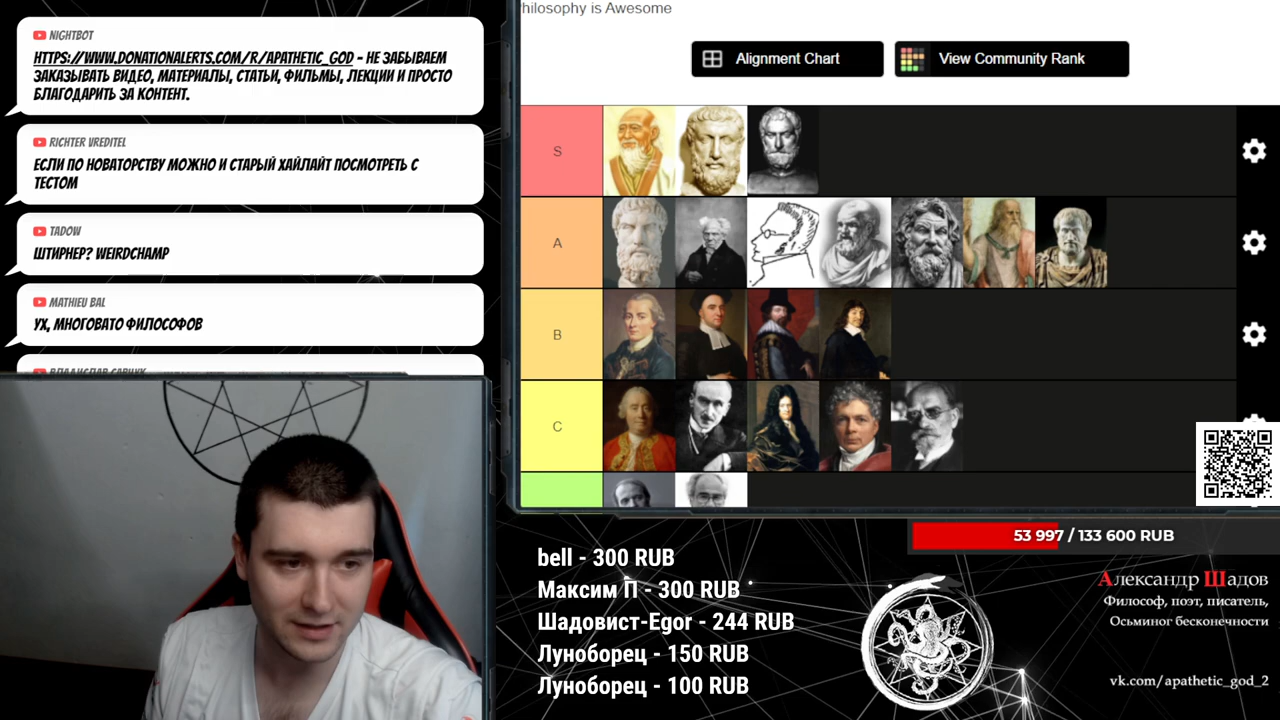 NIGHTBOT
HTTPS://WWW.DONATIONALERTS.COM/R/APATHETIC_GOD - НЕ ЗАБЫВАЕМ
ЗАКАЗЫВАТЬ ВИДЕО, МАТЕРИАЛЫ, СТАТЬИ, ФИЛЬМЫ, ЛЕКЦИИ И ПРОСТО
БЛАГОДАРИТЬ ЗА КОНТЕНТ.
RICHTER VREDITEL
ЕСЛИ ПО НОВАТОРСТВУ МОЖНО И СТАРЫЙ ХАЙЛАЙТ ПОСМОТРЕТЬ С
ТЕСТОМ
TADOW
ШТИРНЕР? WEIRDCHAMP
MATHIEU BAL
УХ, МНОГОВАТО ФИЛОСОФОВ
Philosophy is Awesome
Alignment Chart
View Community Rank
S
A
B
C
53 997 / 133 600 RUB
bell - 300 RUB
Максим П - 300 RUB
Шадовист-Egor - 244 RUB
Луноборец - 150 RUB
Луноборец - 100 RUB
Александр Шадов
Философ, поэт, писатель,
Осьминог бесконечности
vk.com/apathetic_god_2